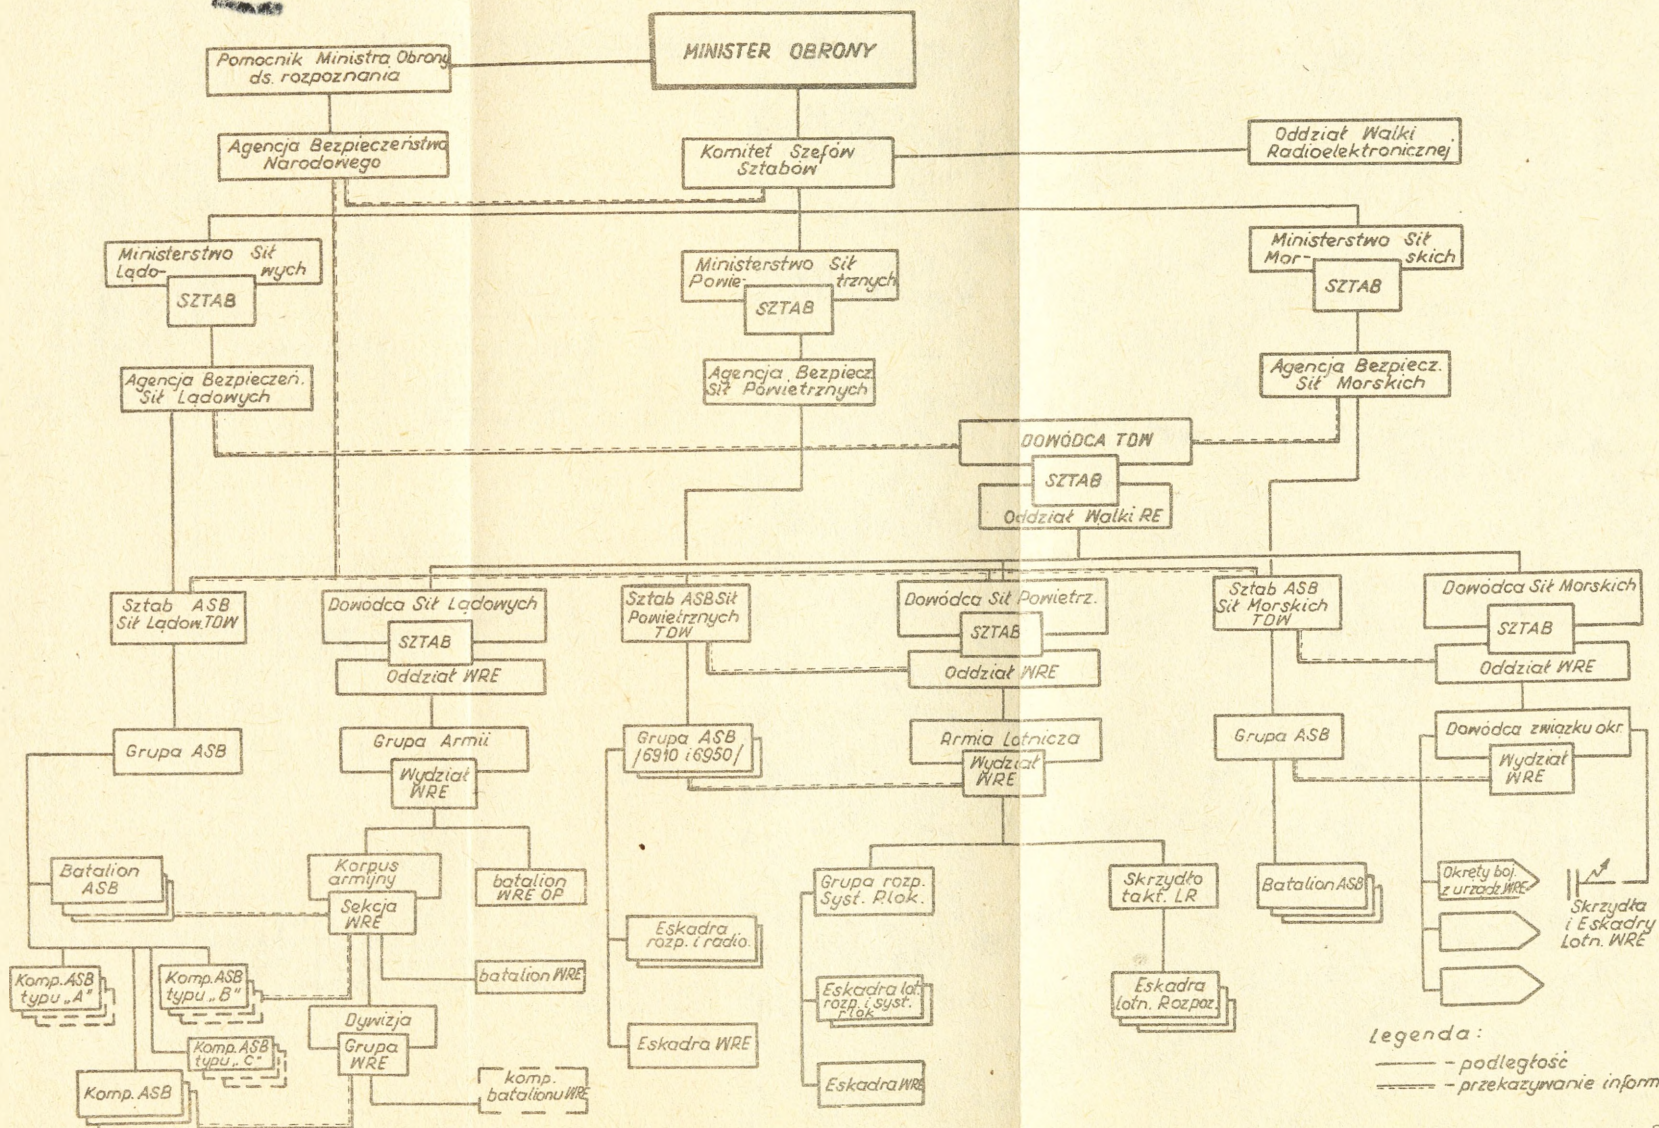 MINISTER OBRONY
Pomocnik Ministra Obrony
ds. rozpoznania
Agencja Bezpieczeństwa
Narodowego
Komitet Szefów
Sztabów
Oddział Walki
Radioelektronicznej
Ministerstwo Sił
Lądo- wych
SZTAB
Ministerstwo Sił
Powie- trznych
SZTAB
Ministerstwo Sił
Mor- skich
SZTAB
Agencja Bezpieczeń.
Sił Lądowych
Agencja Bezpiecz.
Sił Powietrznych
Agencja Bezpiecz.
Sił Morskich
DOWÓDCA TDW
SZTAB
Oddział Walki RE
Sztab ASB
Sił Lądow.TDW
Dowódca Sił Lądowych
SZTAB
Oddział WRE
Sztab ASB Sił
Powietrznych
TDW
Dowódca Sił Powietrz.
SZTAB
Oddział WRE
Sztab ASB
Sił Morskich
TDW
Dowódca Sił Morskich
SZTAB
Oddział WRE
Grupa ASB
Grupa Armii
Wydział
WRE
Grupa ASB
/6910 i 6950/
Armia Lotnicza
Wydział
WRE
Grupa ASB
Dowódca związku okr.
Wydział
WRE
Batalion
ASB
Korpus
armijny
Sekcja
WRE
batalion
WRE OP
Grupa rozp.
Syst. R.lok.
Skrzydło
takt. LR
Batalion ASB
Okręty boj.
z urządz.WRE
Skrzydła
i Eskadry
Lotn. WRE
Eskadra
rozp. i radio.
Komp. ASB
typu „A"
Komp. ASB
typu „B"
batalion WRE
Eskadra lot.
rozp. i syst.
r lok
Eskadra
lotn. Rozpoz.
Dywizja
Grupa
WRE
Komp. ASB
typu „C"
Eskadra WRE
Komp. ASB
komp.
batalionu WRE
Eskadra WRE
Legenda :
- podległość
- przekazywanie inform